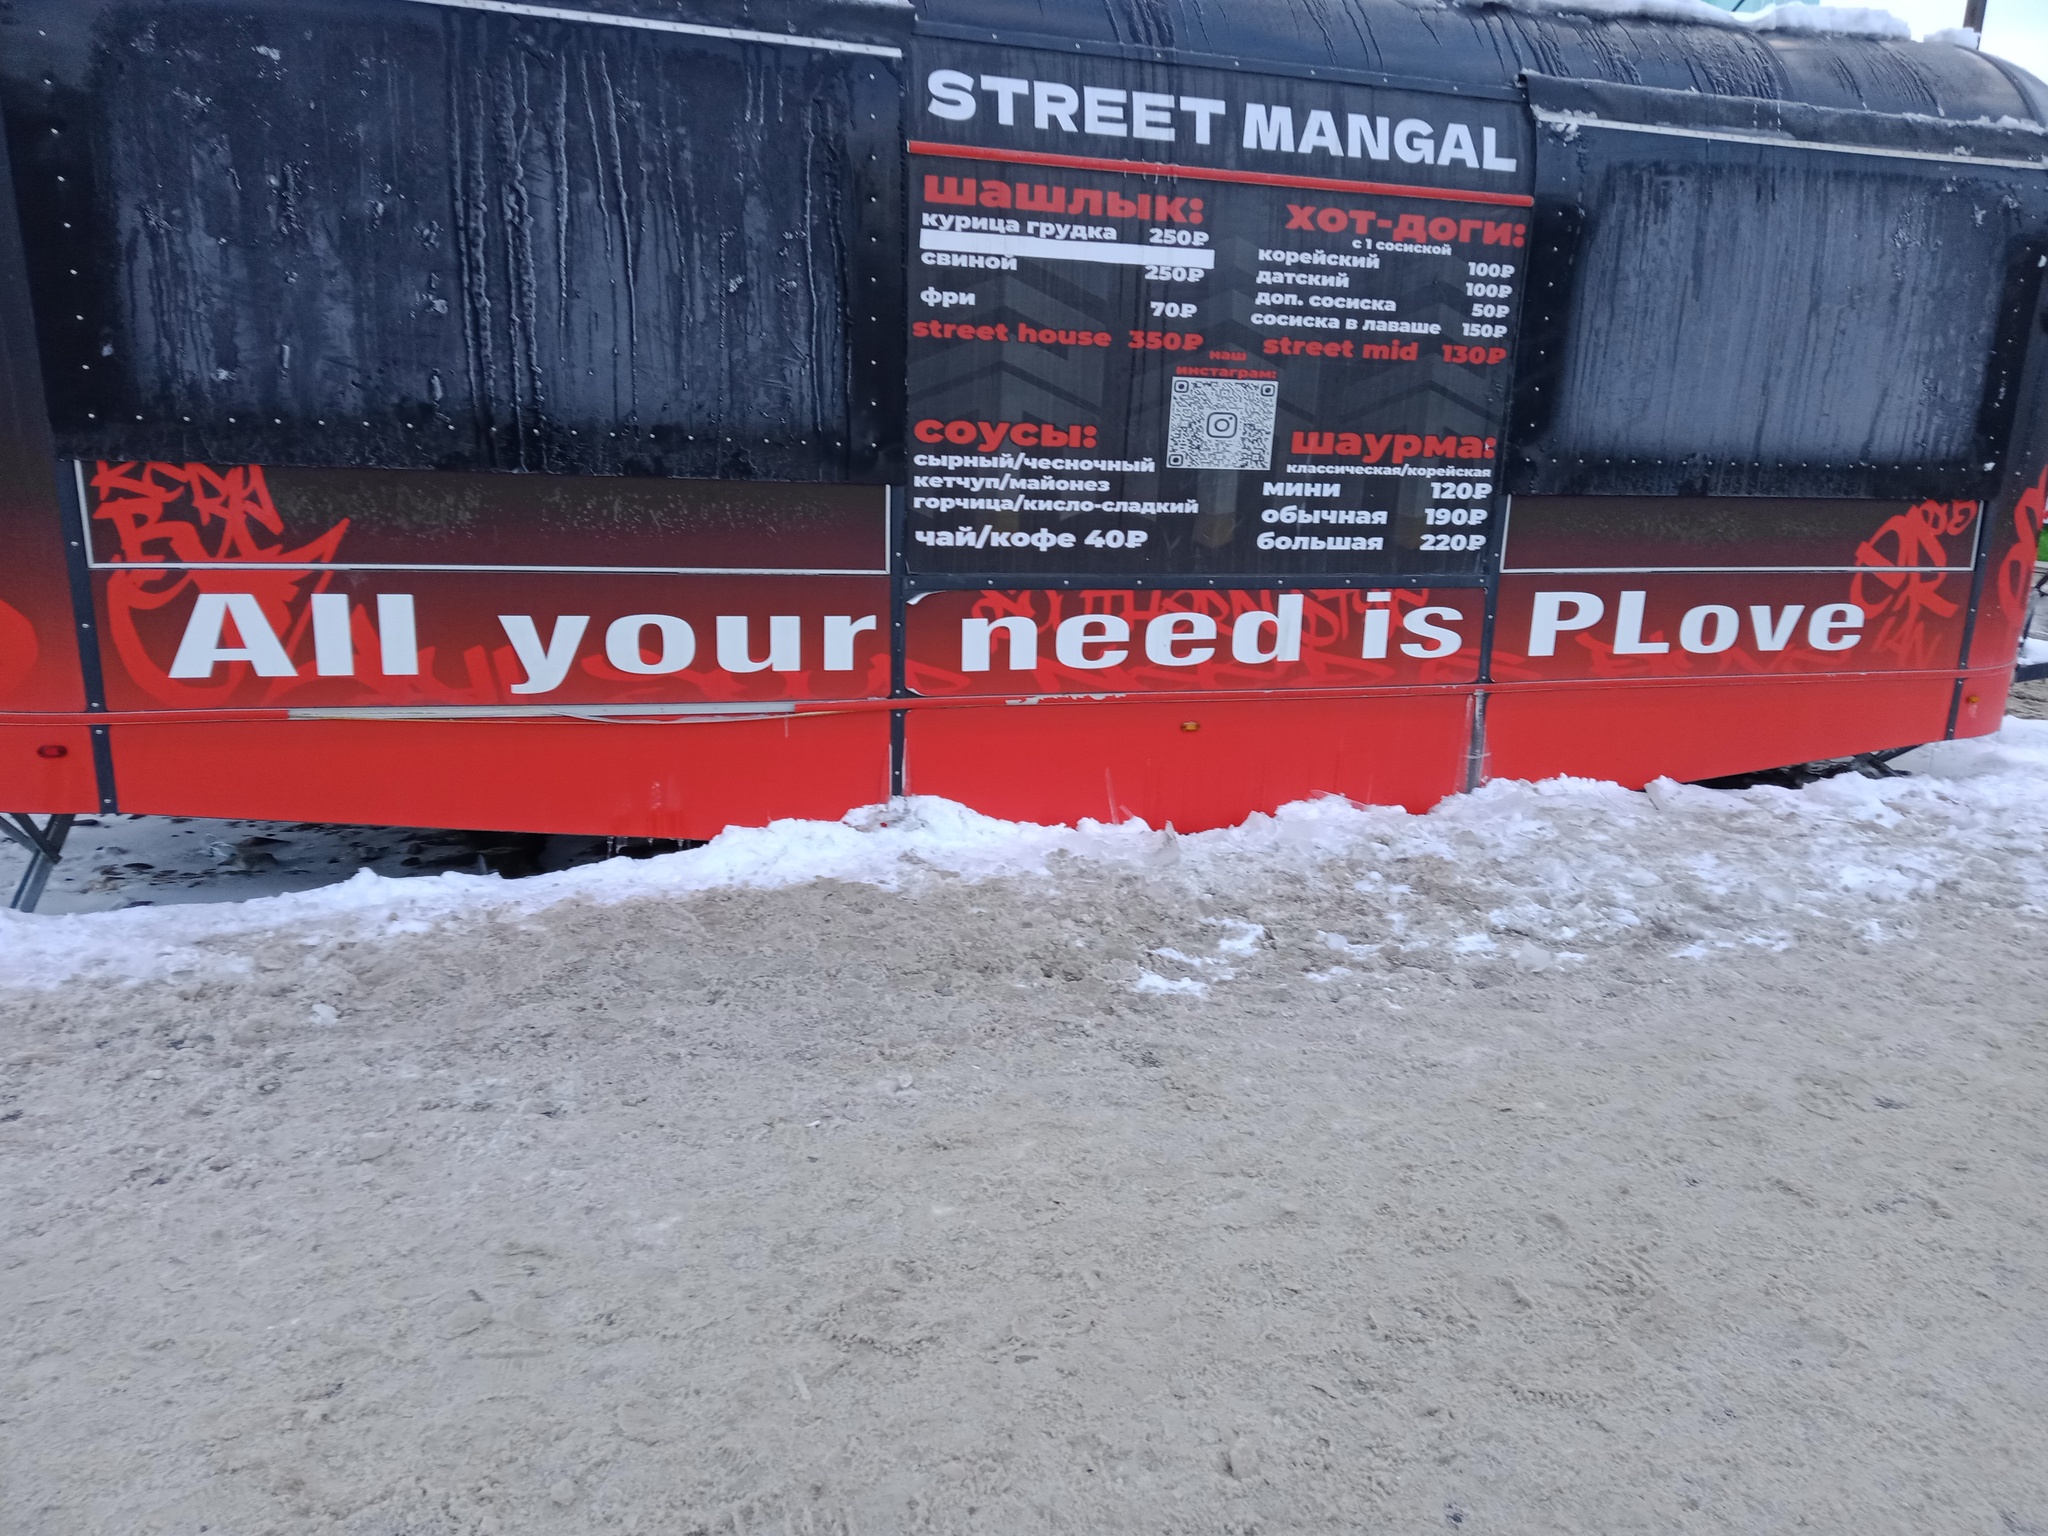 STREET MANGAL
шашлык:
курица грудка 250₽
свиной 250₽
фри 70₽
street house 350₽
хот-доги:
с 1 сосиской
корейский 100₽
датский 100₽
доп. сосиска 50₽
сосиска в лаваше 150₽
street mid 130₽
наш
инстаграм:
соусы:
сырный/чесночный
кетчуп/майонез
горчица/кисло-сладкий
чай/кофе 40₽
шаурма:
классическая/корейская
мини 120₽
обычная 190₽
большая 220₽
All your need is PLove